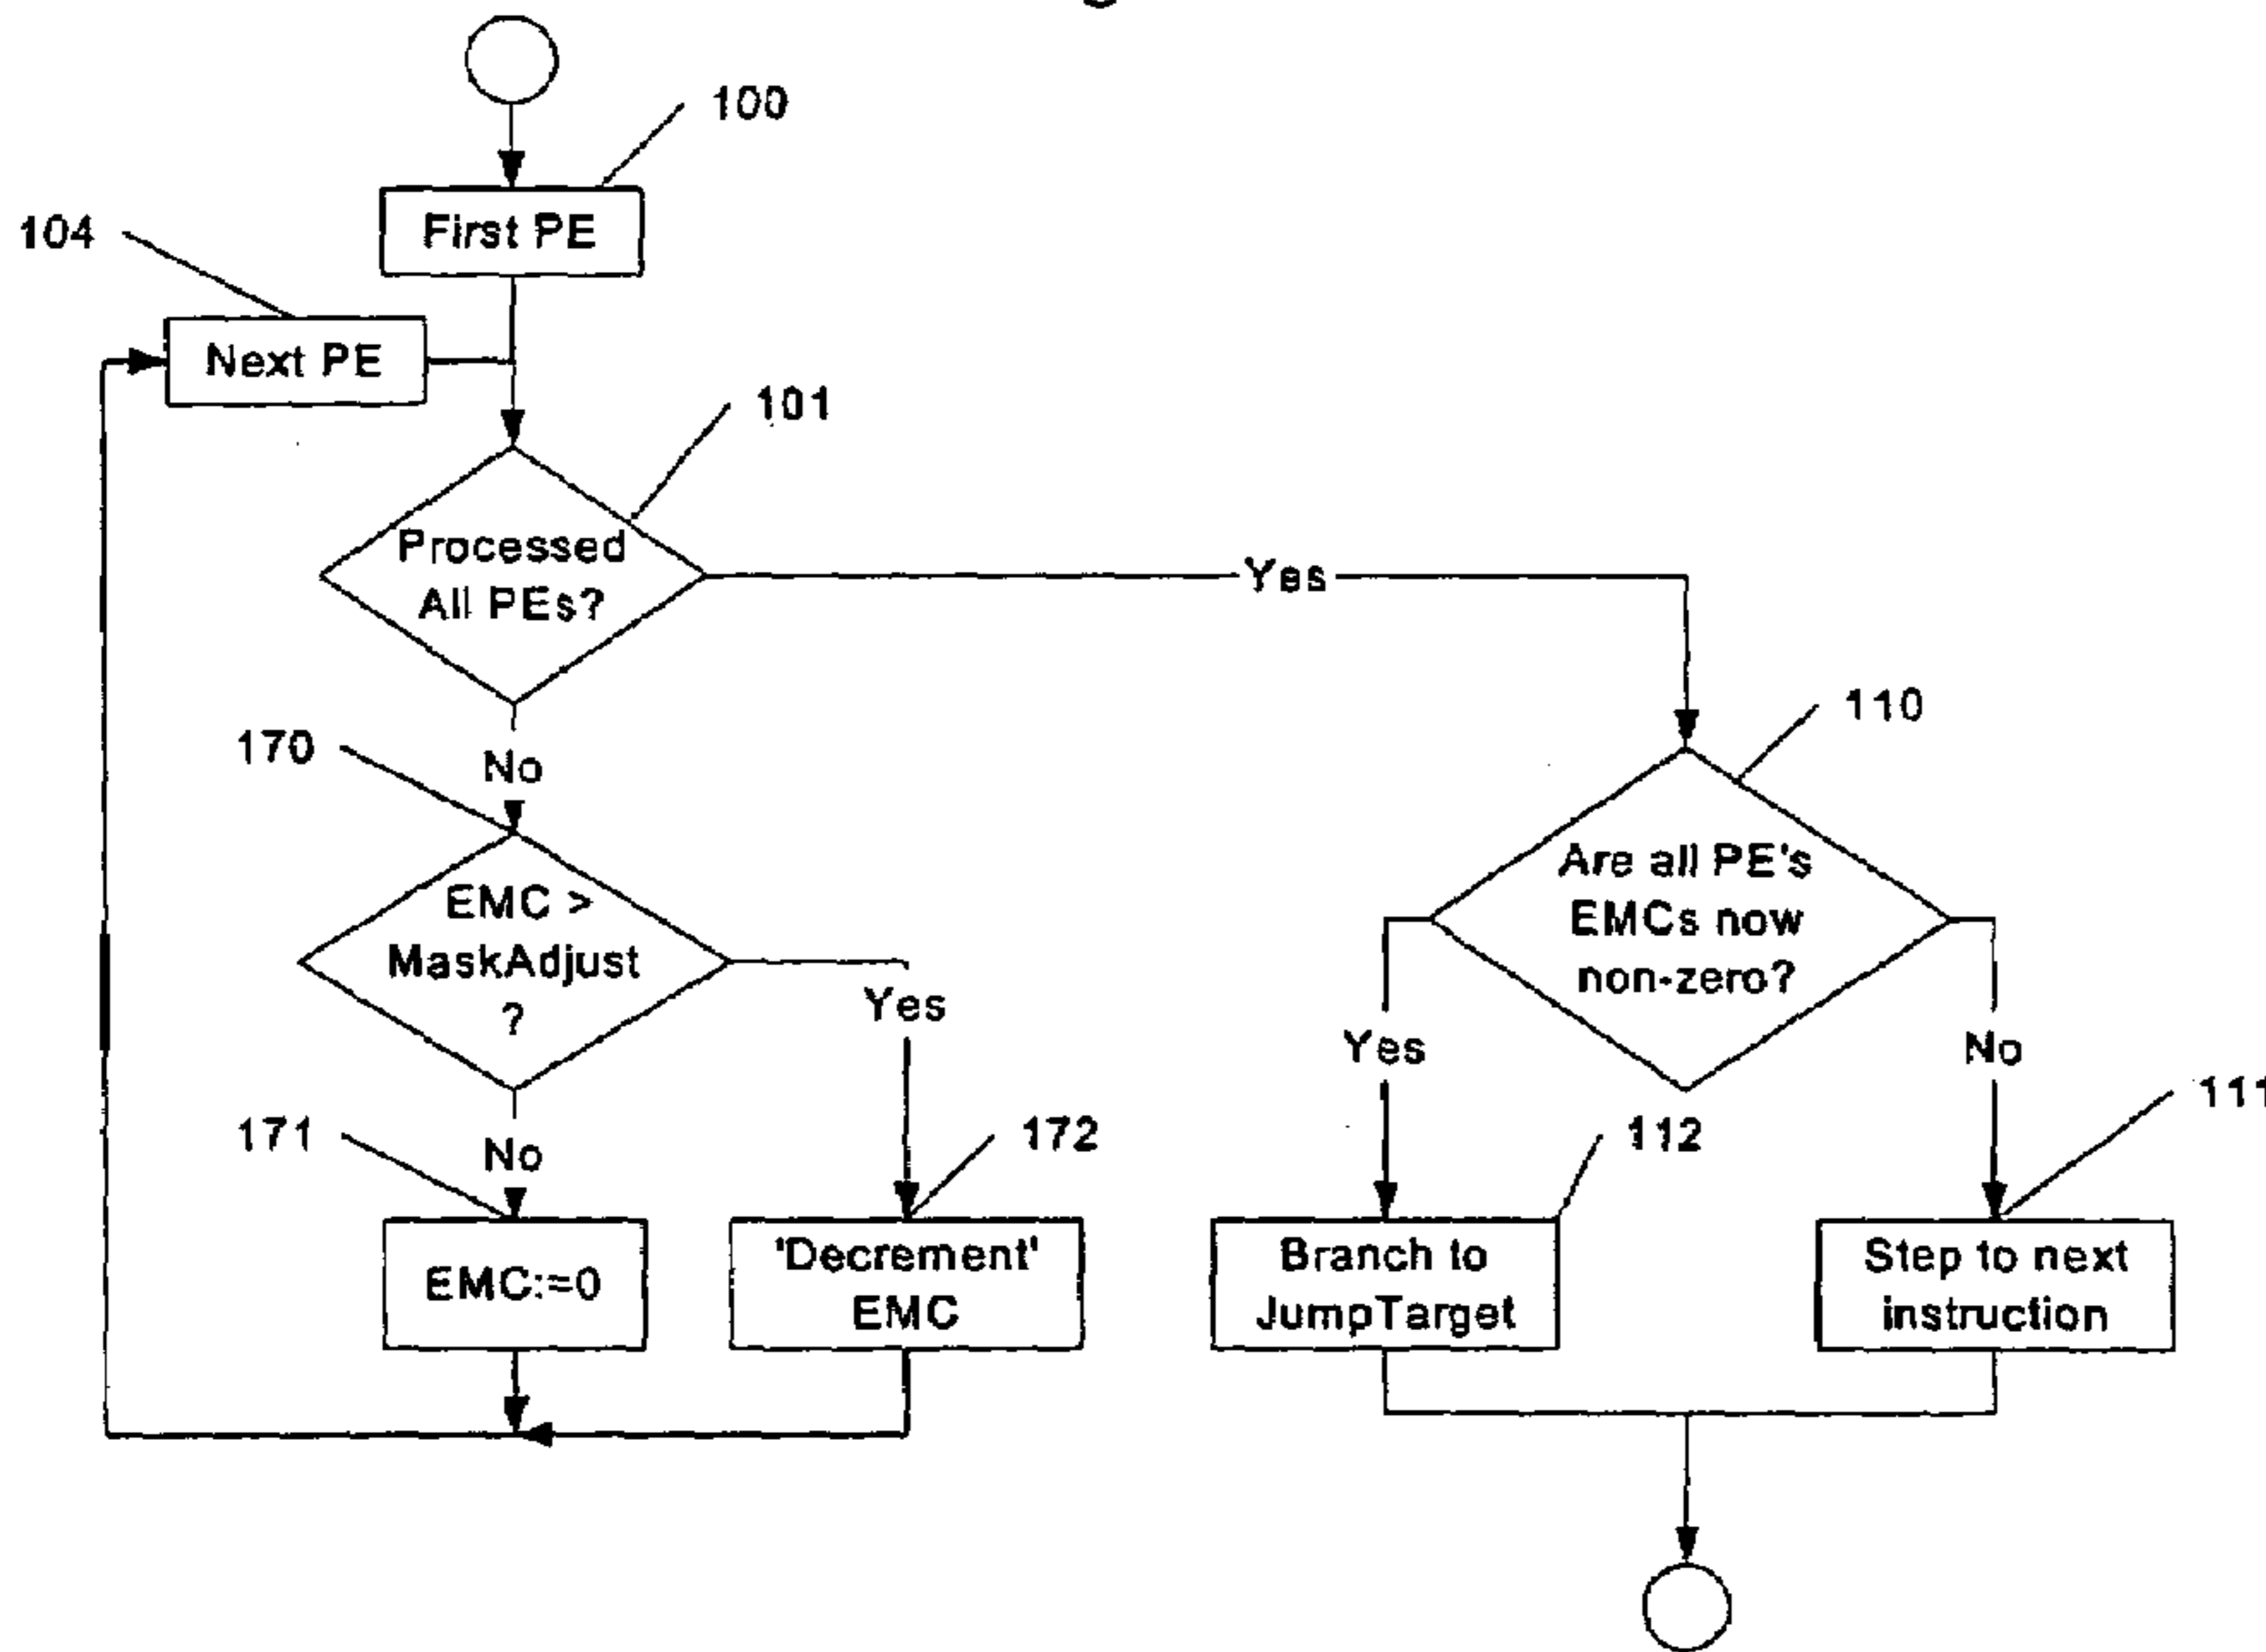 100
First PE
104
Next PE
101
Processed
All PEs?
Yes
110
170
No
EMC >
MaskAdjust
?
Yes
Are all PE's
EMCs now
non-zero?
Yes
No
171
No
172
112
111
EMC:=0
'Decrement'
EMC
Branch to
JumpTarget
Step to next
instruction